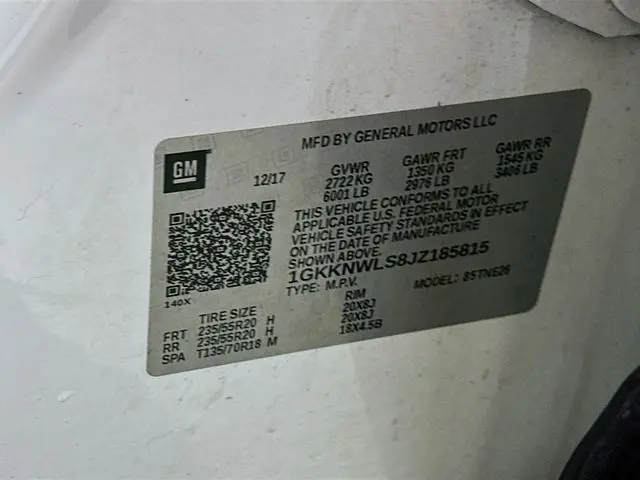 MFD BY GENERAL MOTORS LLC
GM
12/17
GVWR GAWR FRT GAWR RR
2722 KG 1350 KG 1545 KG
6001 LB 2976 LB 3406 LB
THIS VEHICLE CONFORMS TO ALL
APPLICABLE U.S. FEDERAL MOTOR
VEHICLE SAFETY STANDARDS IN EFFECT
ON THE DATE OF MANUFACTURE
SHOWN ABOVE.
1GKKNWLS8JZ185815
TYPE: M.P.V. MODEL:
140X
TIRE SIZE RIM
FRT 235/55R20 H 20X8J
RR 235/55R20 H 20X8J
SPA T135/70R18 M 18X4.5B